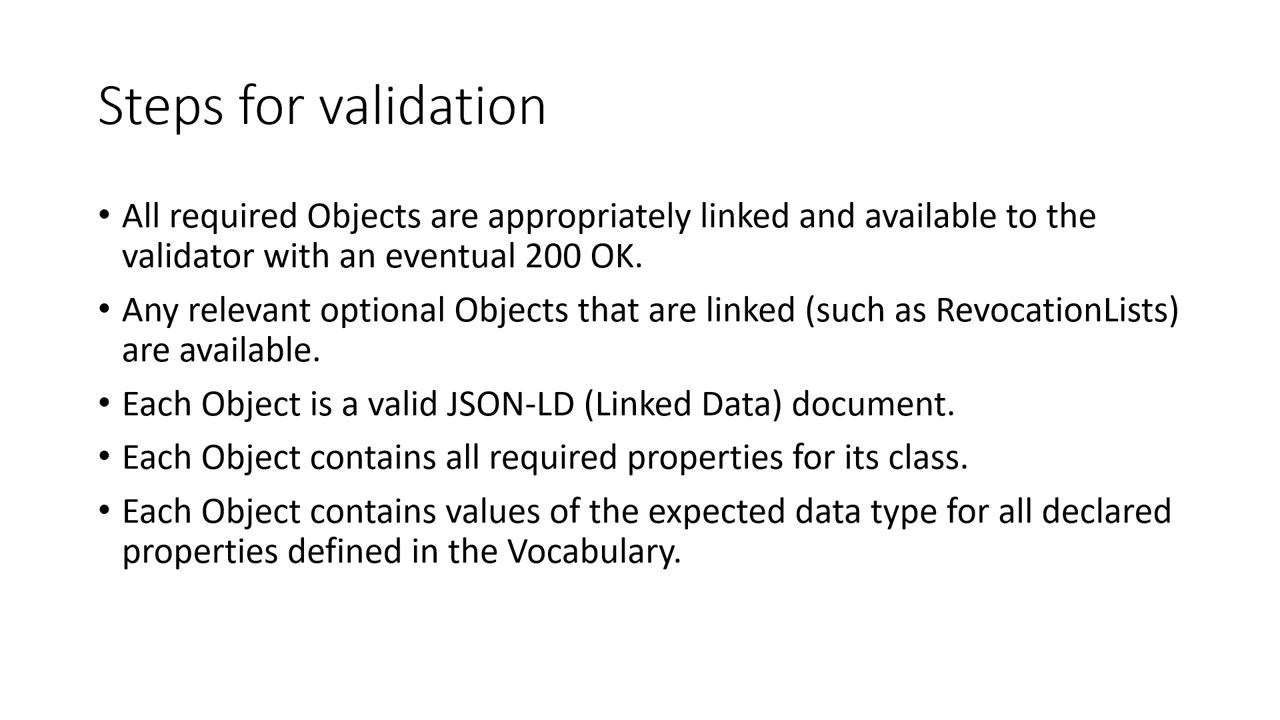 Steps for validation
• All required Objects are appropriately linked and available to the
validator with an eventual 200 OK.
• Any relevant optional Objects that are linked (such as RevocationLists)
are available.
• Each Object is a valid JSON-LD (Linked Data) document.
• Each Object contains all required properties for its class.
• Each Object contains values of the expected data type for all declared
properties defined in the Vocabulary.